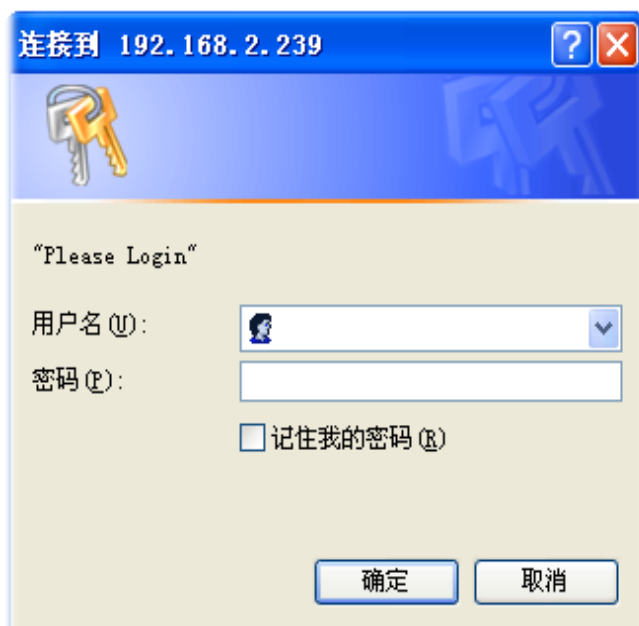 连接到 192.168.2.239
"Please Login"
用户名(U):
密码(P):
记住我的密码(R)
确定 取消